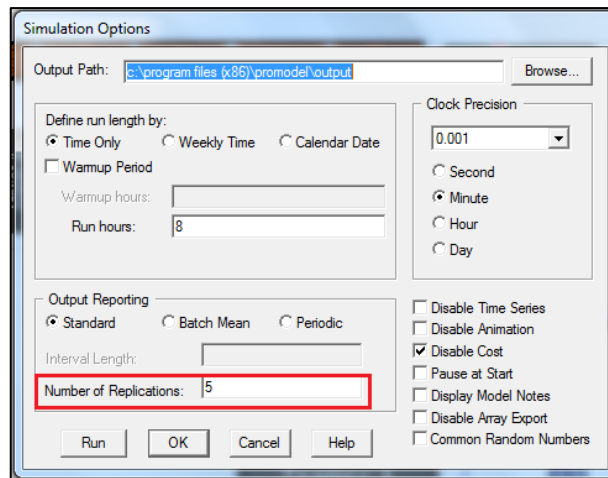 Simulation Options
Output Path: c:\program files (x86)\promodel\output Browse...
Define run length by:
Time Only Weekly Time Calendar Date
Warmup Period
Warmup hours:
Run hours: 8
Clock Precision
0.001
Second
Minute
Hour
Day
Output Reporting
Standard Batch Mean Periodic
Interval Length:
Number of Replications: 5
Disable Time Series
Disable Animation
Disable Cost
Pause at Start
Display Model Notes
Disable Array Export
Common Random Numbers
Run OK Cancel Help